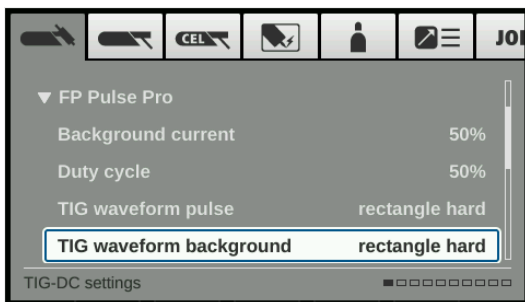 CEL
JOI
▼ FP Pulse Pro
Background current 50%
Duty cycle 50%
TIG waveform pulse rectangle hard
TIG waveform background rectangle hard
TIG-DC settings